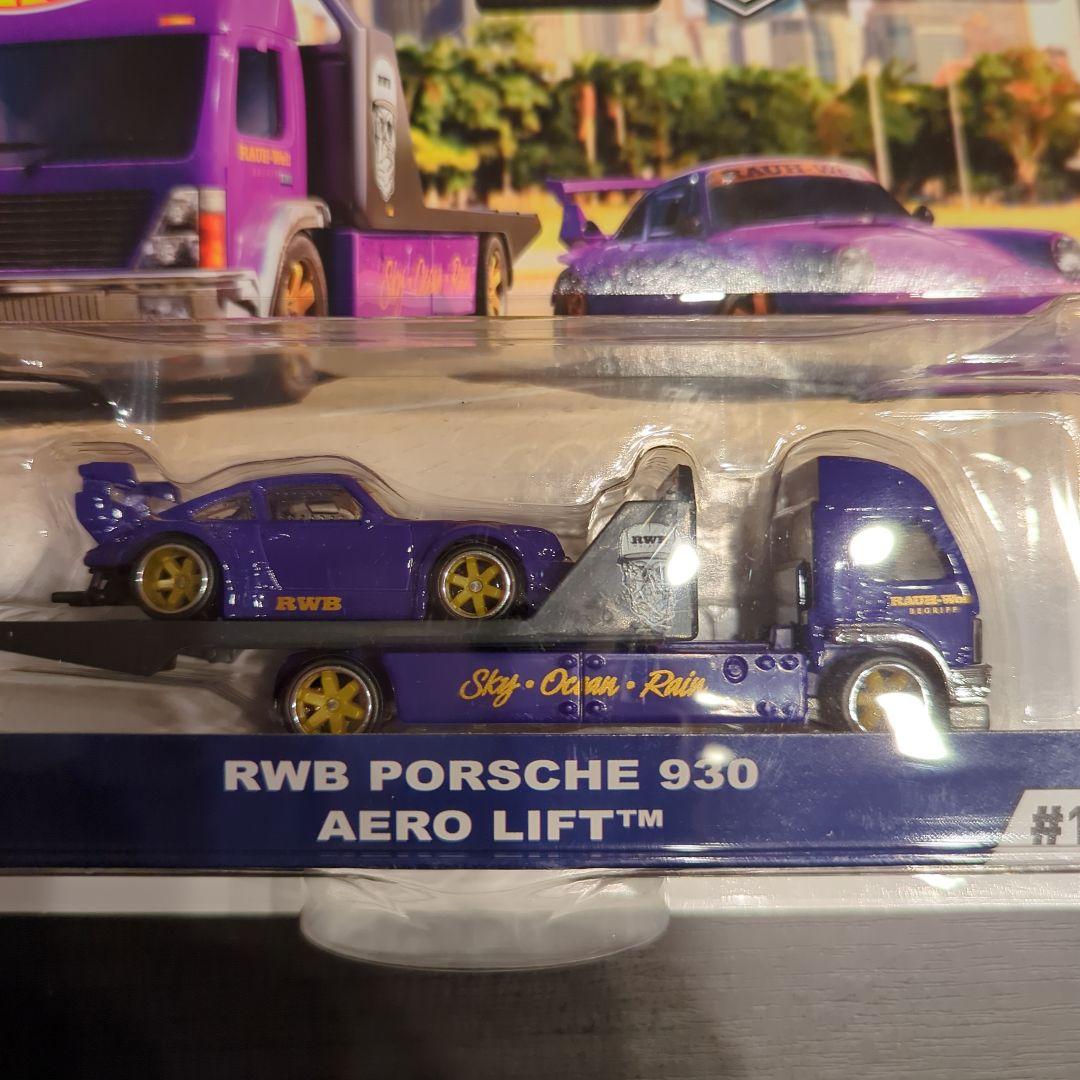 RAUH-Welt
Sky · Ocean · Rain
RAUH-WELT
RWB
RWB
RAUH-Welt
BEGRIFF
Sky · Ocean · Rain
RWB PORSCHE 930
AERO LIFT™
#1